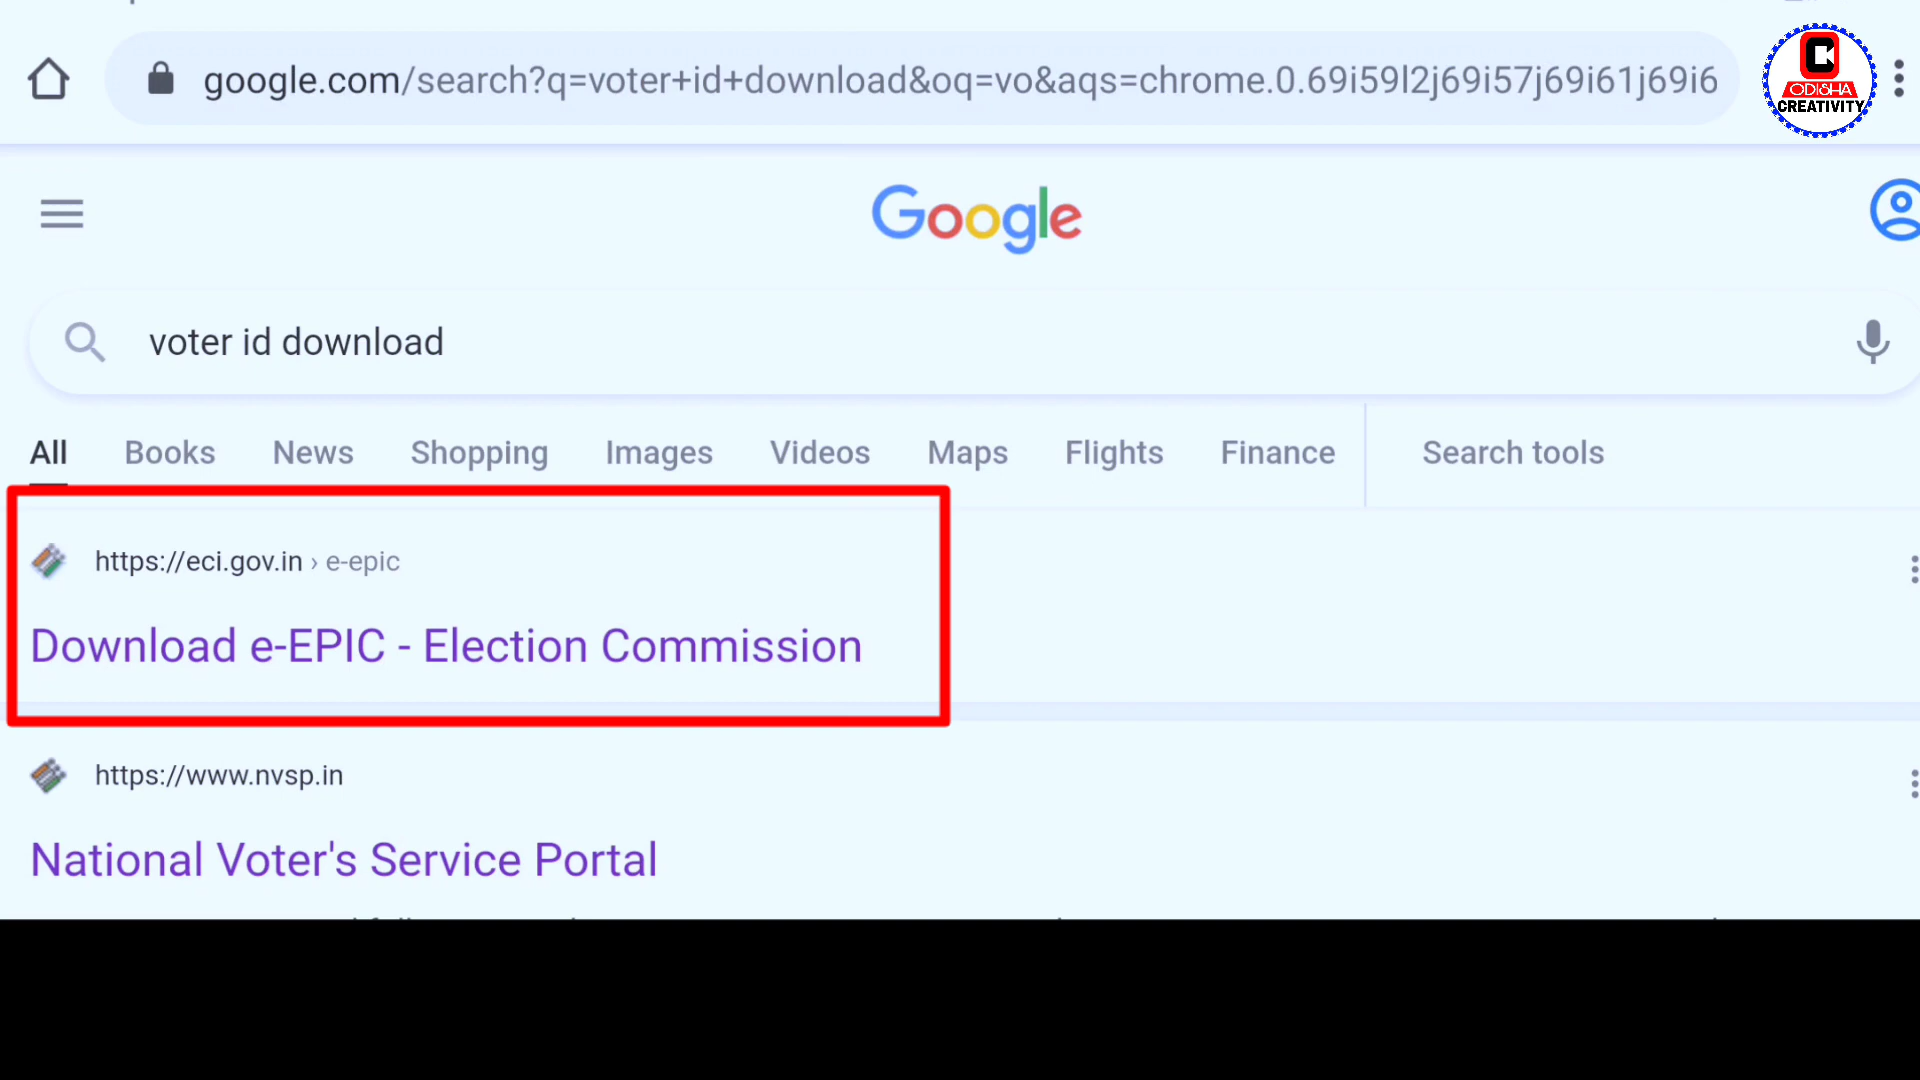 google.com/search?q=voter+id+download&oq=vo&aqs=chrome.0.69i59l2j69i57j69i61j69i6
ODISHA
CREATIVITY
Google
voter id download
All Books News Shopping Images Videos Maps Flights Finance Search tools
https://eci.gov.in › e-epic
Download e-EPIC - Election Commission
https://www.nvsp.in
National Voter's Service Portal